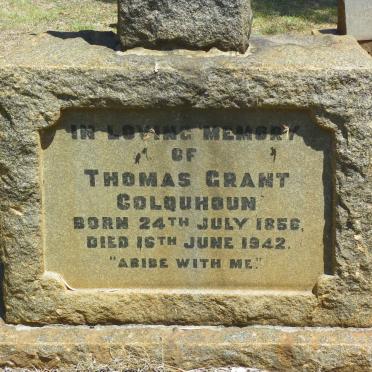 IN LOVING MEMORY
OF
THOMAS GRANT
COLQUHOUN
BORN 24TH JULY 1856,
DIED 16TH JUNE 1942.
"ABIDE WITH ME."